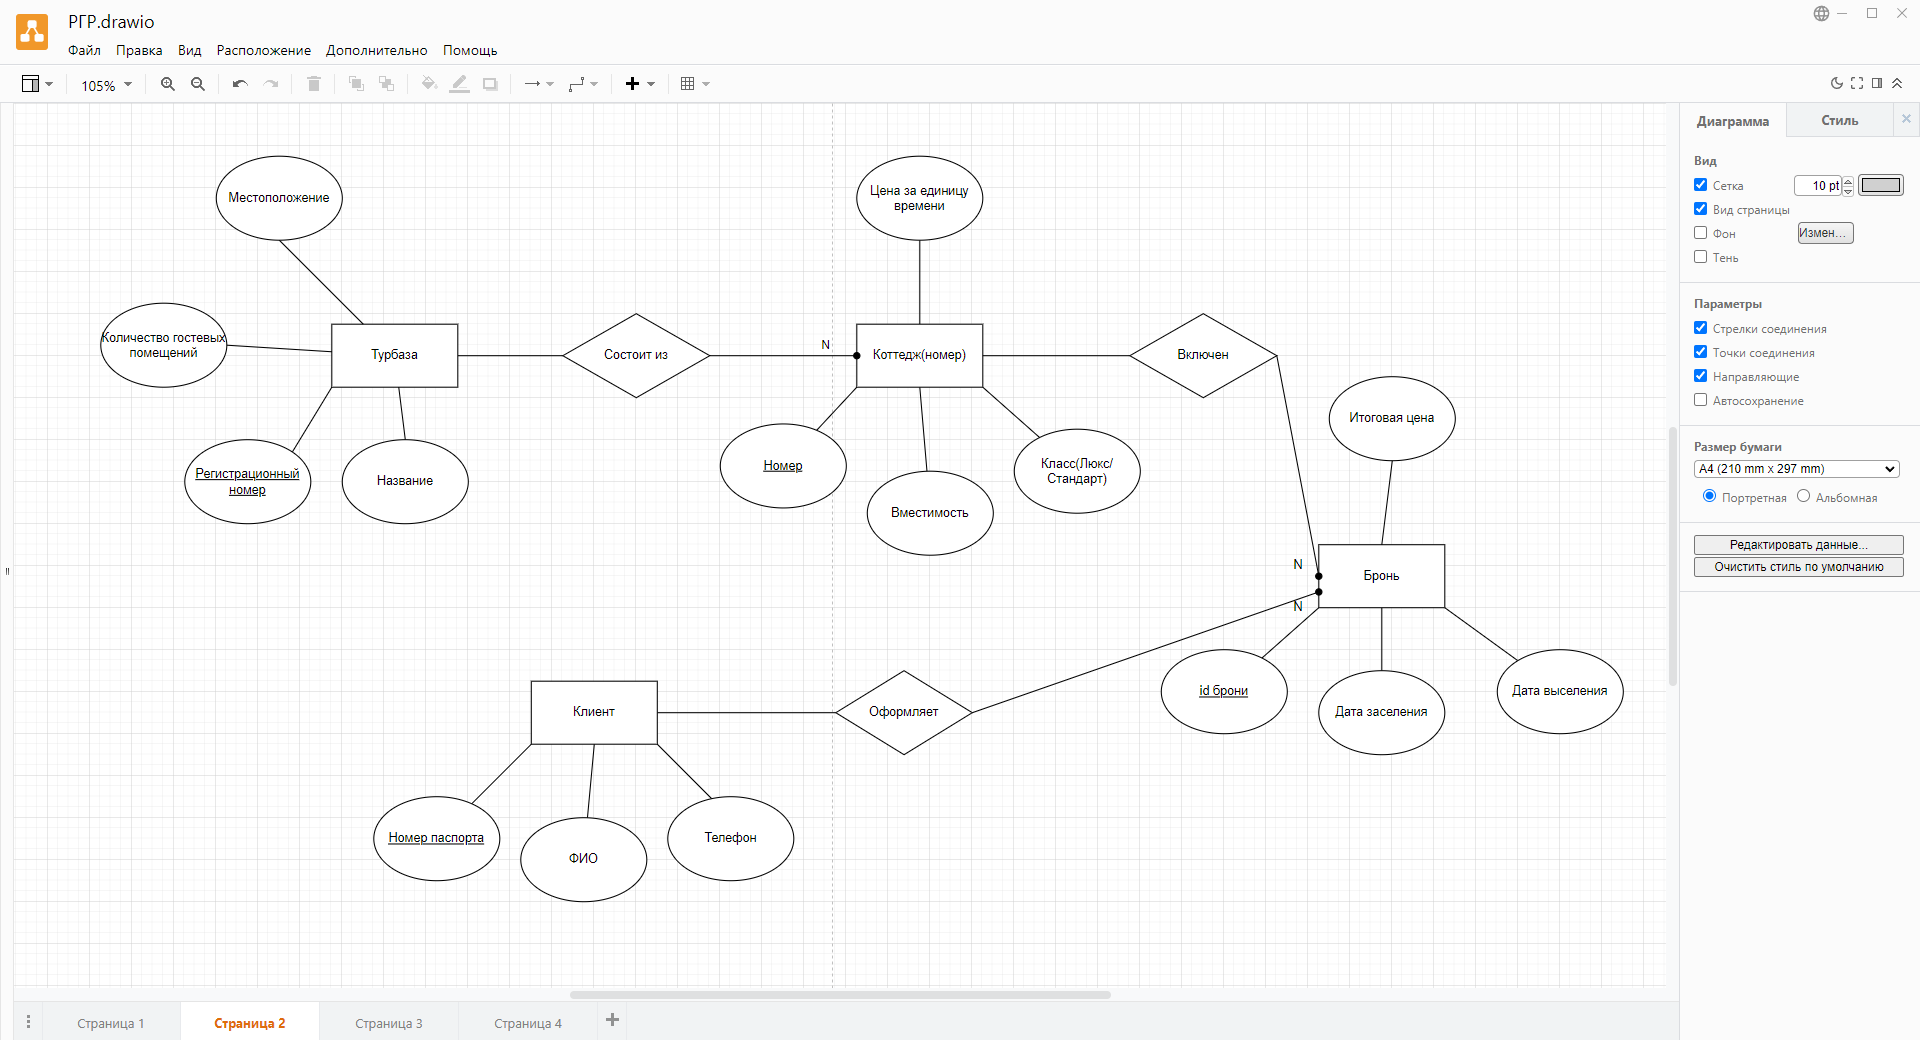 РГР.drawio
Файл Правка Вид Расположение Дополнительно Помощь
105%
Диаграмма
Стиль
Вид
Сетка
10 pt
Вид страницы
Фон
Измен...
Тень
Параметры
Стрелки соединения
Точки соединения
Направляющие
Автосохранение
Размер бумаги
A4 (210 mm x 297 mm)
Портретная
Альбомная
Редактировать данные...
Очистить стиль по умолчанию
Местоположение
Количество гостевых
помещений
Турбаза
Регистрационный
номер
Название
Состоит из
N
Цена за единицу
времени
Коттедж(номер)
Номер
Вместимость
Класс(Люкс/
Стандарт)
Включен
Итоговая цена
N
Бронь
N
id брони
Дата заселения
Дата выселения
Клиент
Оформляет
Номер паспорта
ФИО
Телефон
Страница 1
Страница 2
Страница 3
Страница 4